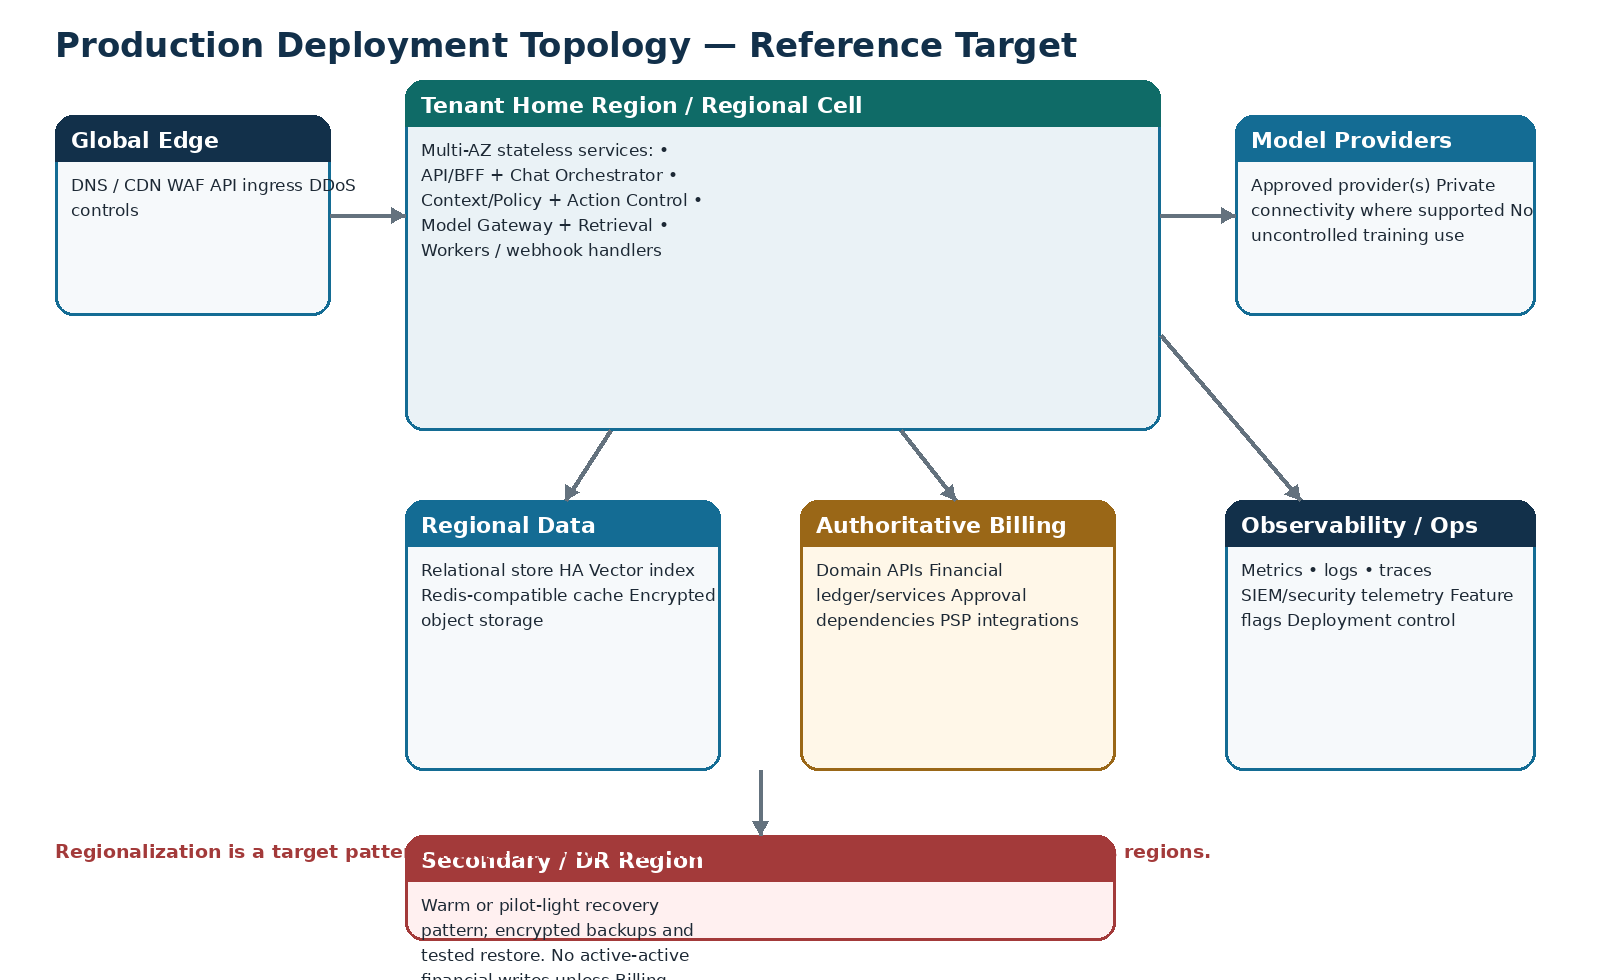 Production Deployment Topology — Reference Target
Tenant Home Region / Regional Cell
Global Edge
Model Providers
DNS / CDN WAF API ingress DDoS
controls
Multi-AZ stateless services: •
API/BFF + Chat Orchestrator •
Context/Policy + Action Control •
Model Gateway + Retrieval •
Workers / webhook handlers
Approved provider(s) Private
connectivity where supported No
uncontrolled training use
Regional Data
Relational store HA Vector index
Redis-compatible cache Encrypted
object storage
Authoritative Billing
Domain APIs Financial
ledger/services Approval
dependencies PSP integrations
Observability / Ops
Metrics • logs • traces
SIEM/security telemetry Feature
flags Deployment control
Regionalization is a target regions.
Secondary / DR Region
Warm or pilot-light recovery
pattern; encrypted backups and
tested restore. No active-active
financial writes unless Billing